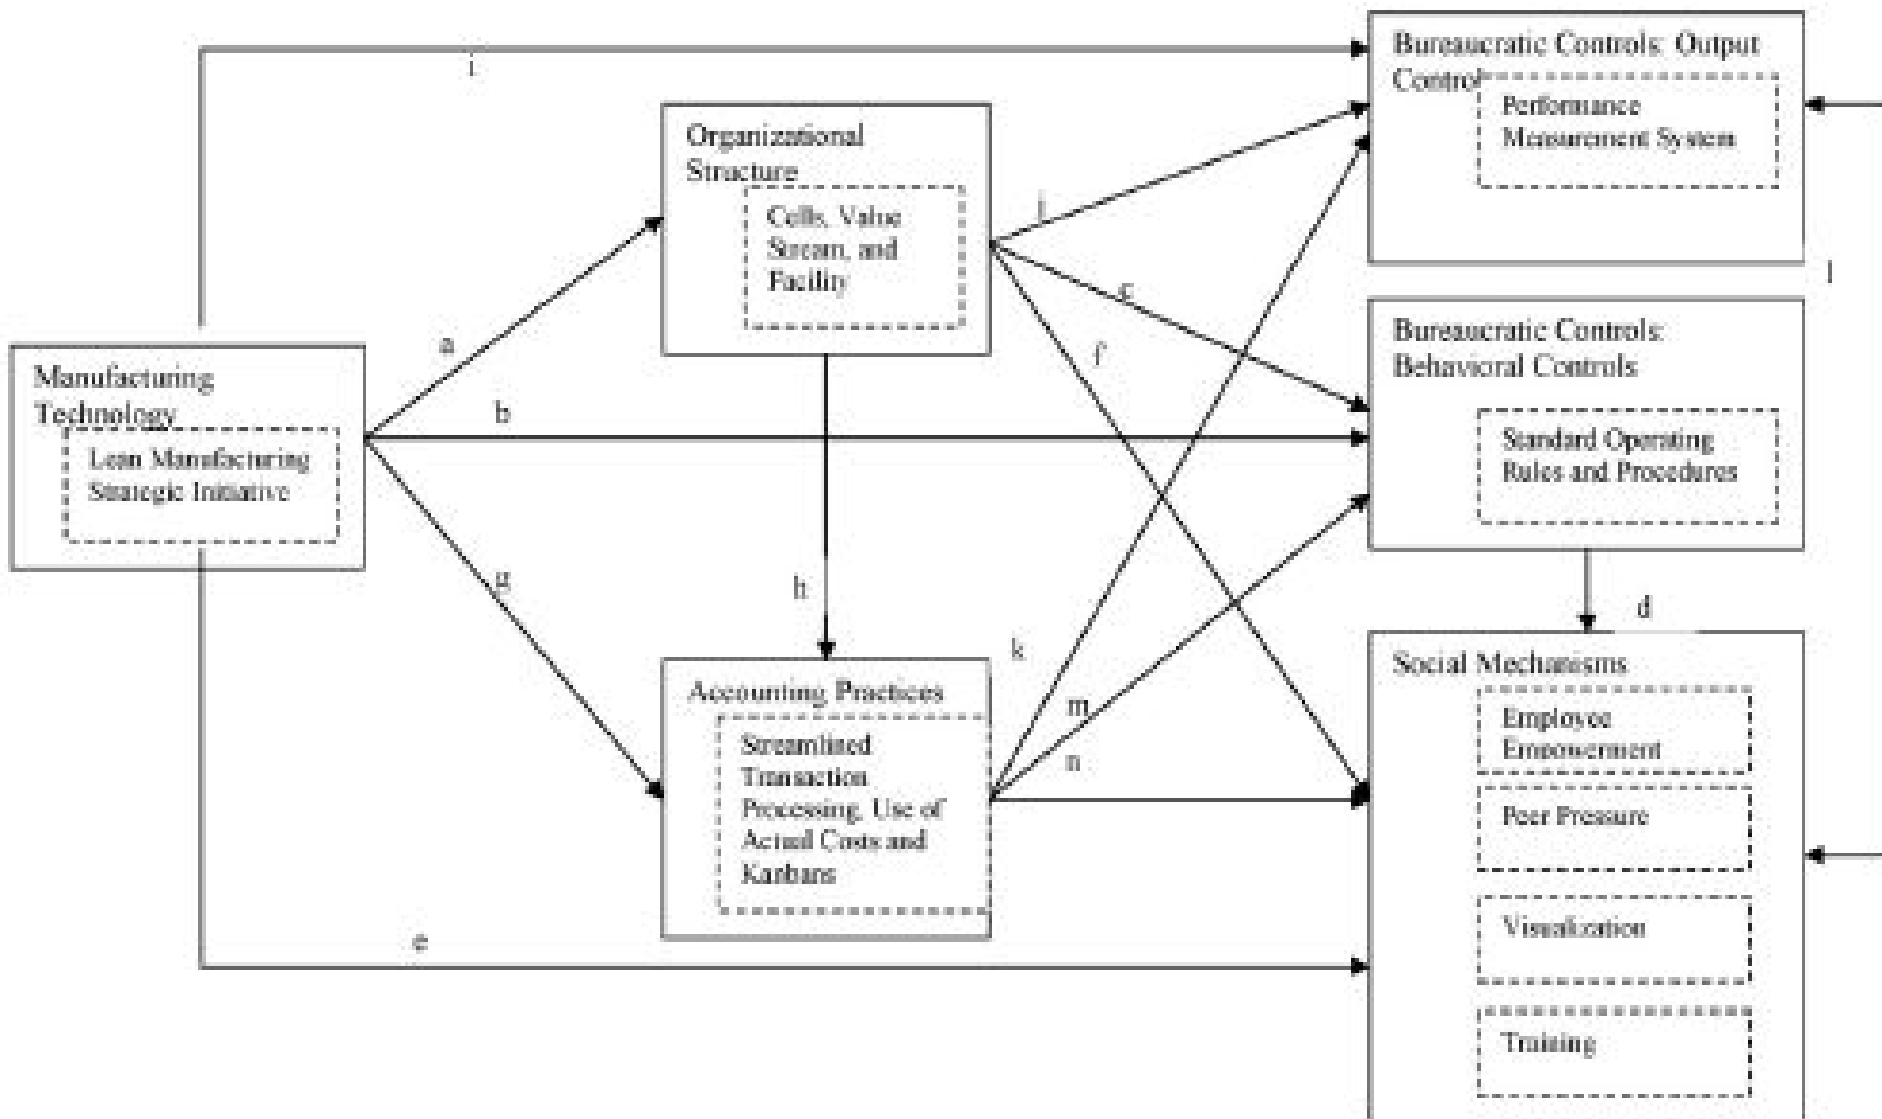 Bureaucratic Controls: Output
Control
Performance
Measurement System
i
Organizational
Structure
Cells, Value
Stream, and
Facility
j
c
f
l
Bureaucratic Controls:
Behavioral Controls
Standard Operating
Rules and Procedures
Manufacturing
Technology
Lean Manufacturing
Strategic Initiative
a
b
g
h
d
k
m
n
Accounting Practices
Streamlined
Transaction
Processing, Use of
Actual Costs and
Kanbans
Social Mechanisms
Employee
Empowerment
Peer Pressure
Visualization
Training
e